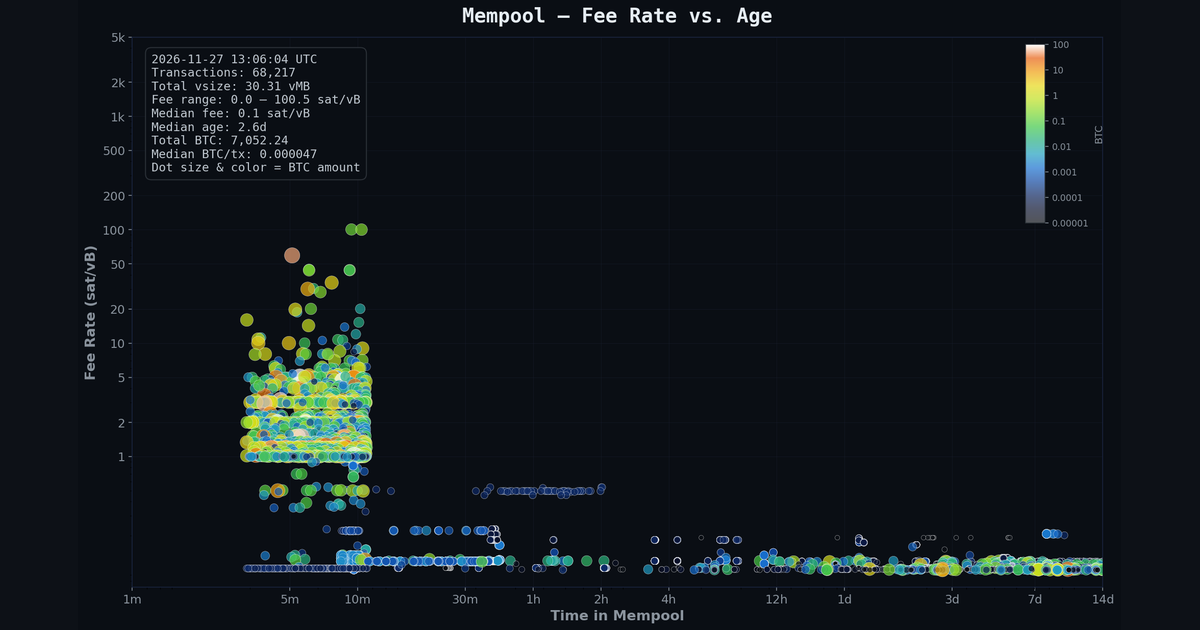 Mempool — Fee Rate vs. Age
2026-11-27 13:06:04 UTC
Transactions: 68,217
Total vsize: 30.31 vMB
Fee range: 0.0 — 100.5 sat/vB
Median fee: 0.1 sat/vB
Median age: 2.6d
Total BTC: 7,052.24
Median BTC/tx: 0.000047
Dot size & color = BTC amount
100
10
1
0.1
0.01
0.001
0.0001
0.00001
BTC
Fee Rate (sat/vB)
5k
2k
1k
500
200
100
50
20
10
5
2
1
1m 5m 10m 30m 1h 2h 4h 12h 1d 3d 7d 14d
Time in Mempool